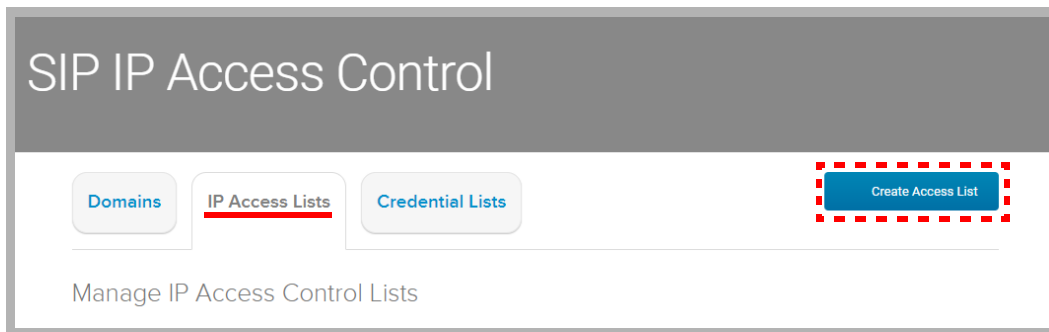 SIP IP Access Control
Domains
IP Access Lists
Credential Lists
Create Access List
Manage IP Access Control Lists